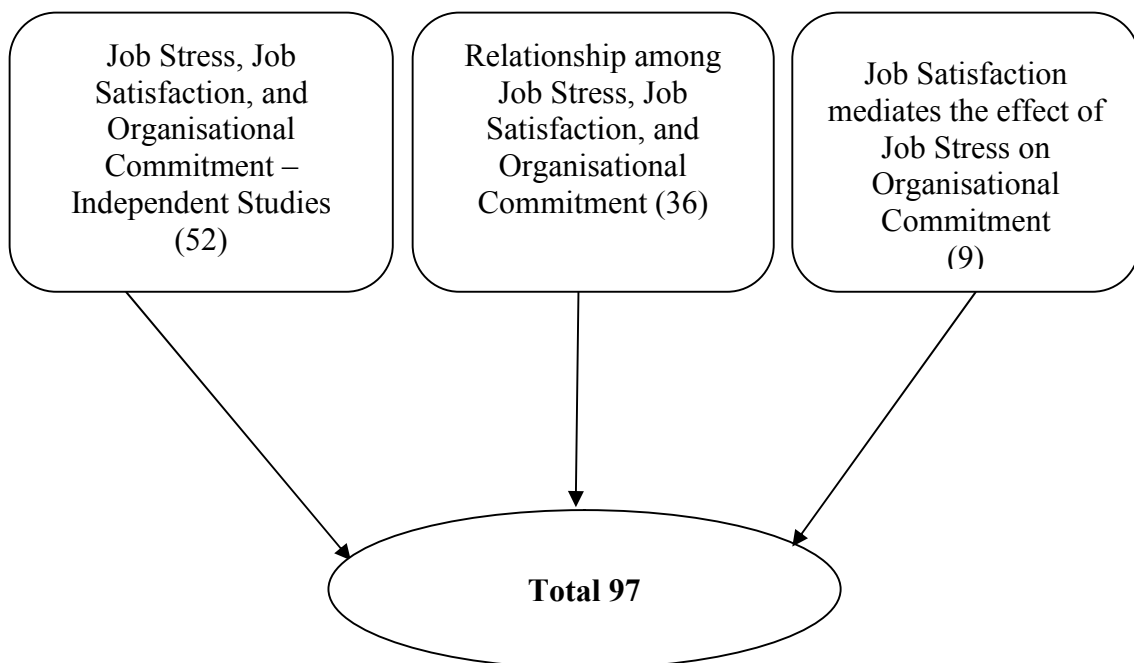 Job Stress, Job
Satisfaction, and
Organisational
Commitment –
Independent Studies
(52)
Relationship among
Job Stress, Job
Satisfaction, and
Organisational
Commitment (36)
Job Satisfaction
mediates the effect of
Job Stress on
Organisational
Commitment
(9)
Total 97